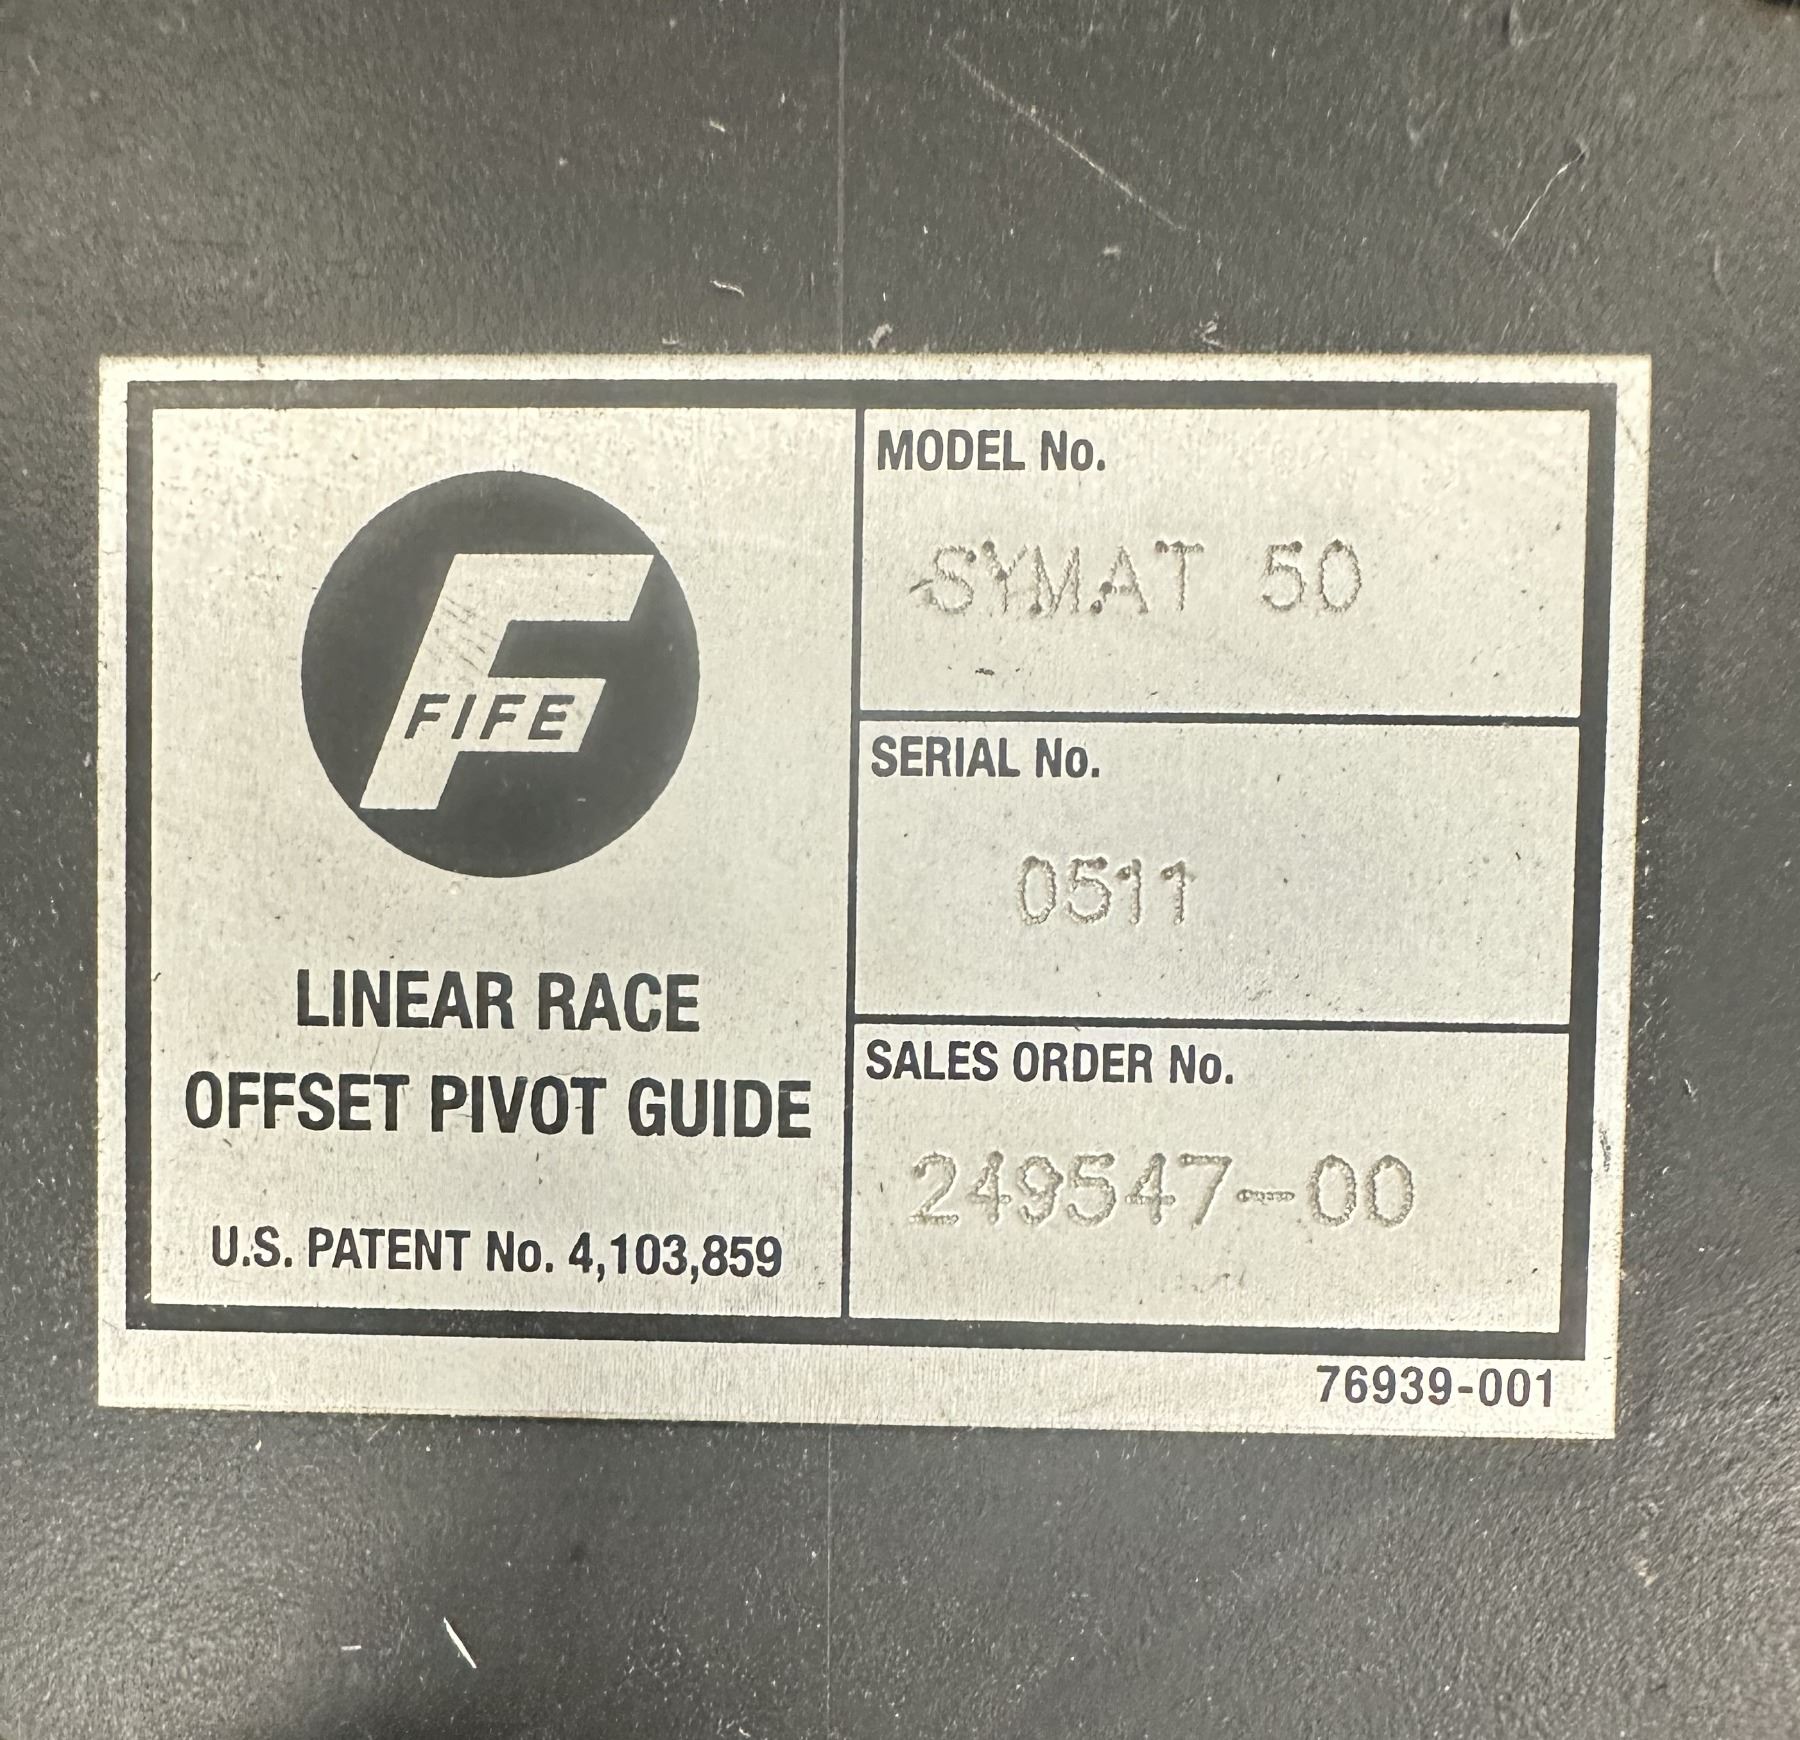 FIFE
LINEAR RACE
OFFSET PIVOT GUIDE
U.S. PATENT No. 4,103,859
MODEL No.
SYMAT 50
SERIAL No.
0511
SALES ORDER No.
249547-00
76939-001